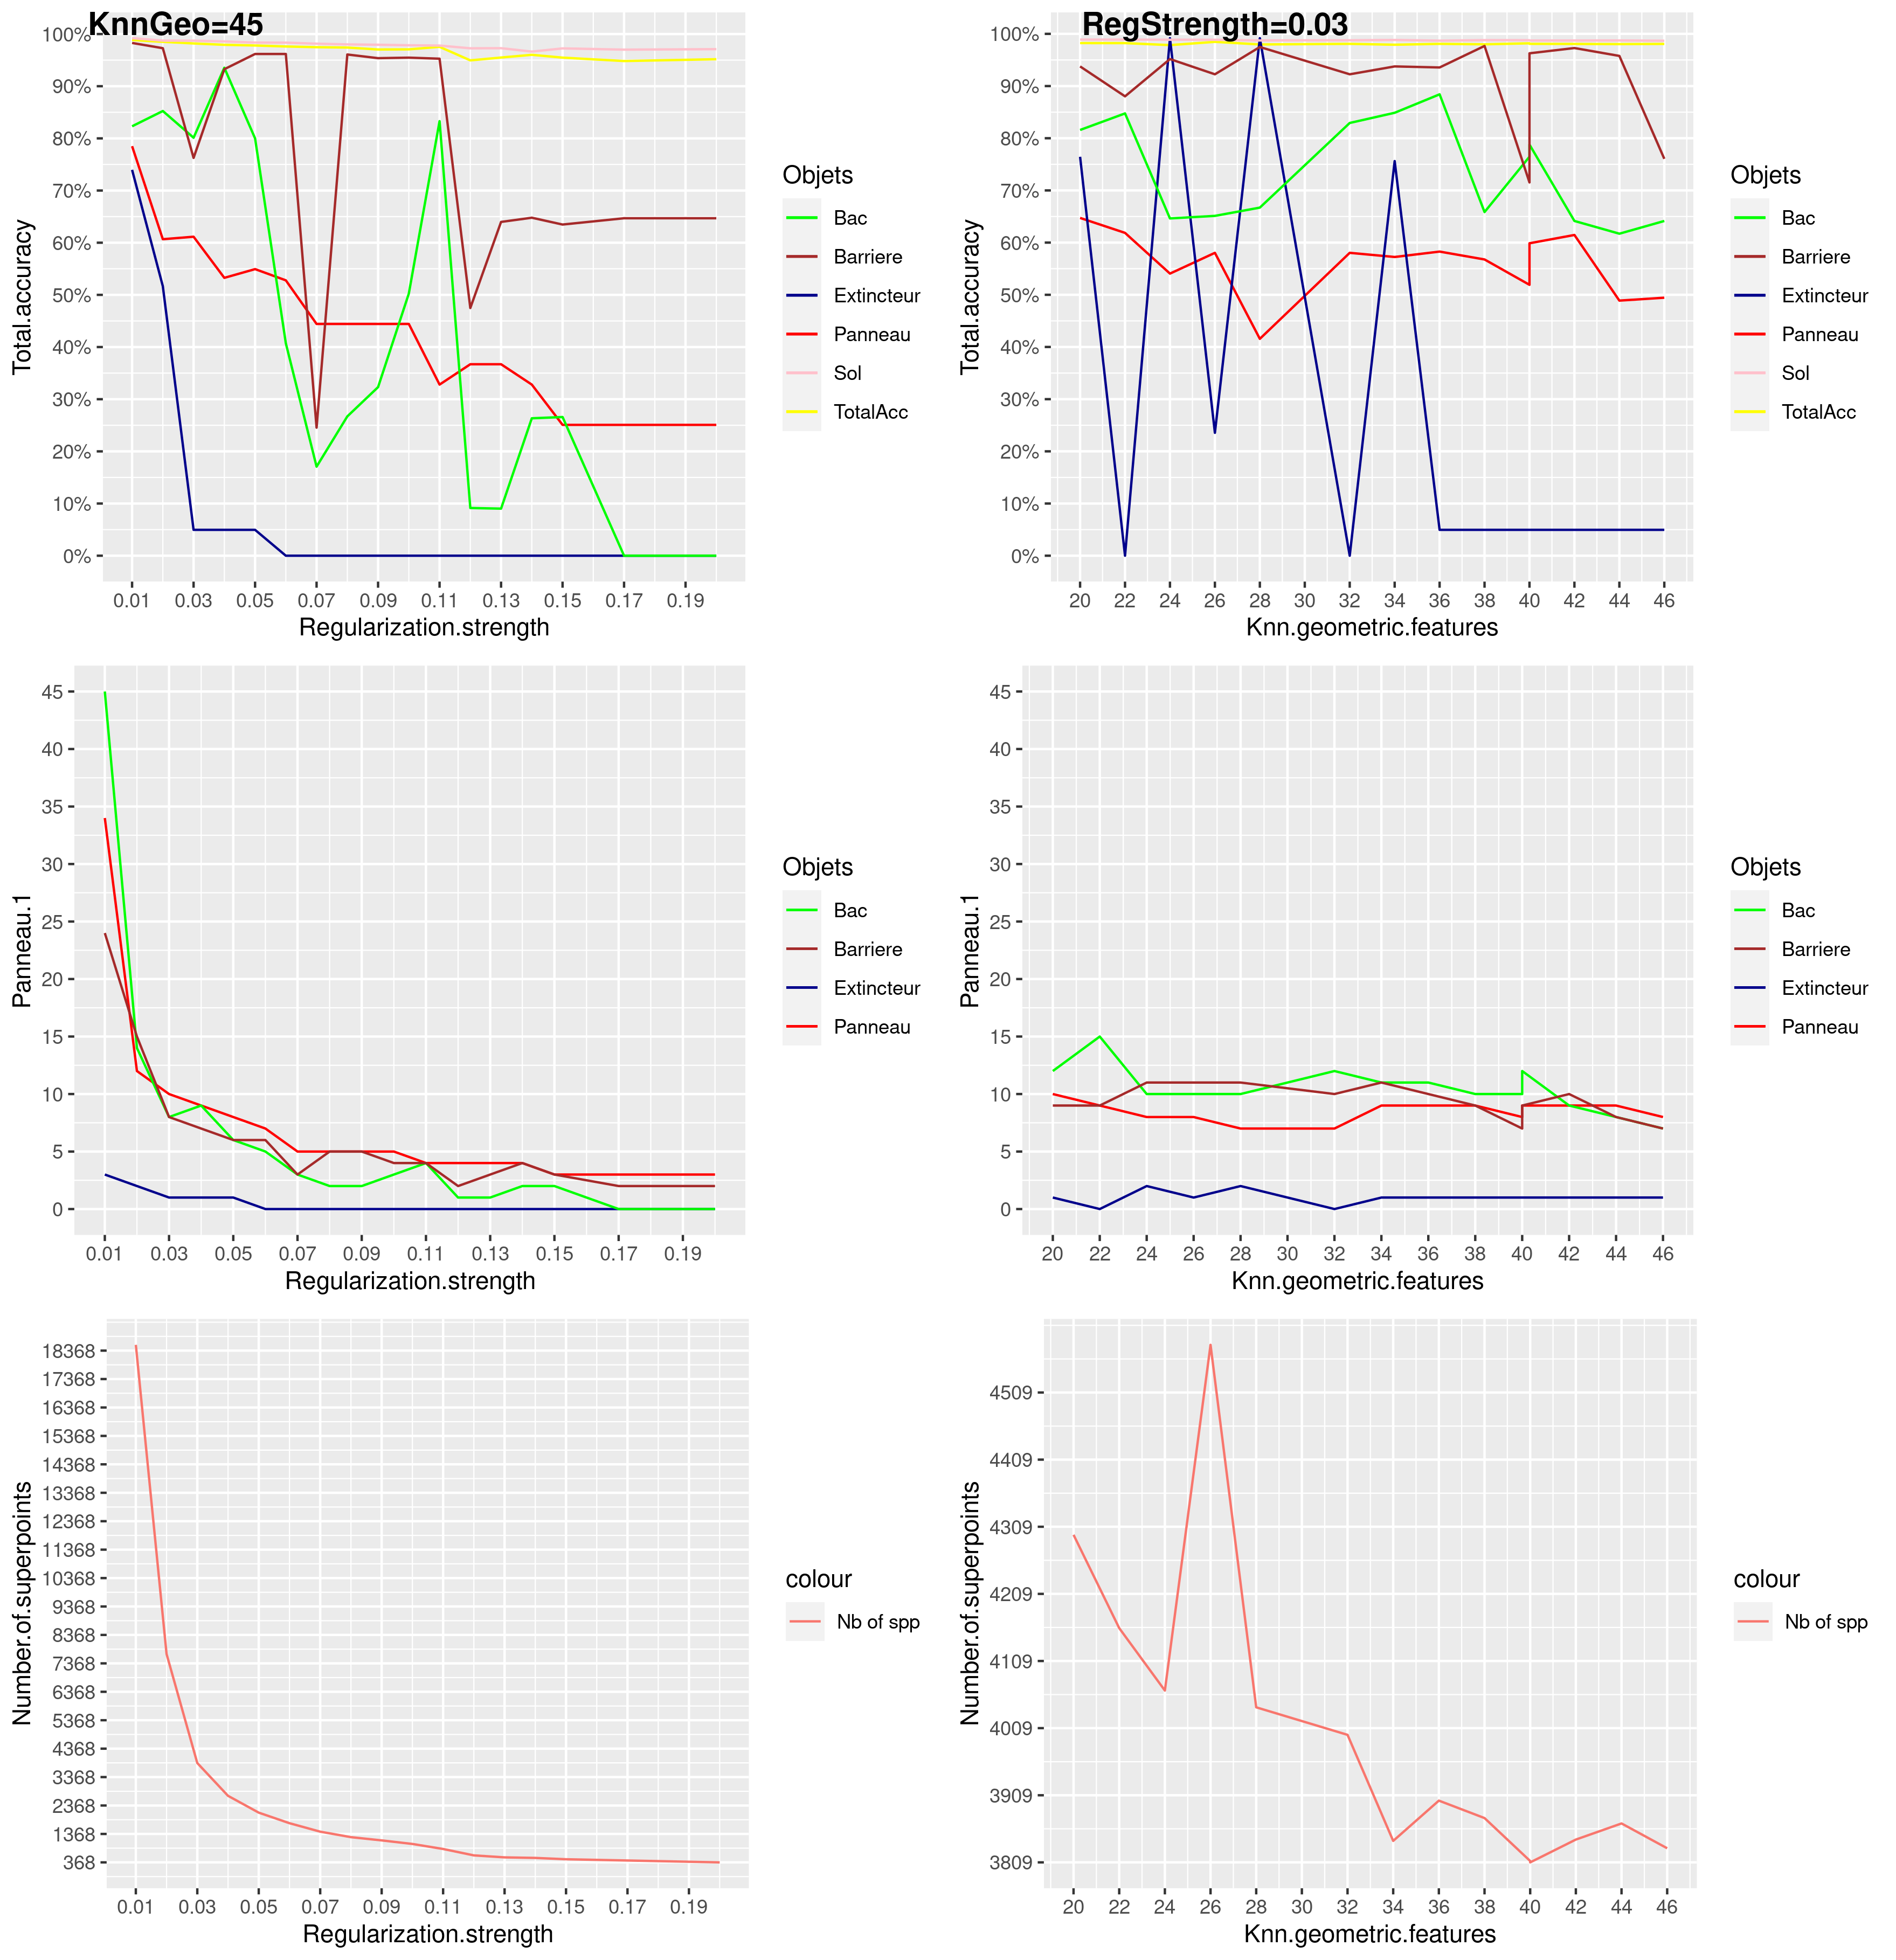 KnnGeo=45
100%
90%
80%
70%
60%
50%
40%
30%
20%
10%
0%
Total.accuracy
0.01 0.03 0.05 0.07 0.09 0.11 0.13 0.15 0.17 0.19
Regularization.strength
Objets
Bac
Barriere
Extincteur
Panneau
Sol
TotalAcc
RegStrength=0.03
100%
90%
80%
70%
60%
50%
40%
30%
20%
10%
0%
Total.accuracy
20 22 24 26 28 30 32 34 36 38 40 42 44 46
Knn.geometric.features
Objets
Bac
Barriere
Extincteur
Panneau
Sol
TotalAcc
45
40
35
30
25
20
15
10
5
0
Panneau.1
0.01 0.03 0.05 0.07 0.09 0.11 0.13 0.15 0.17 0.19
Regularization.strength
Objets
Bac
Barriere
Extincteur
Panneau
45
40
35
30
25
20
15
10
5
0
Panneau.1
20 22 24 26 28 30 32 34 36 38 40 42 44 46
Knn.geometric.features
Objets
Bac
Barriere
Extincteur
Panneau
18368
17368
16368
15368
14368
13368
12368
11368
10368
9368
8368
7368
6368
5368
4368
3368
2368
1368
368
Number.of.superpoints
0.01 0.03 0.05 0.07 0.09 0.11 0.13 0.15 0.17 0.19
Regularization.strength
colour
Nb of spp
4509
4409
4309
4209
4109
4009
3909
3809
Number.of.superpoints
20 22 24 26 28 30 32 34 36 38 40 42 44 46
Knn.geometric.features
colour
Nb of spp